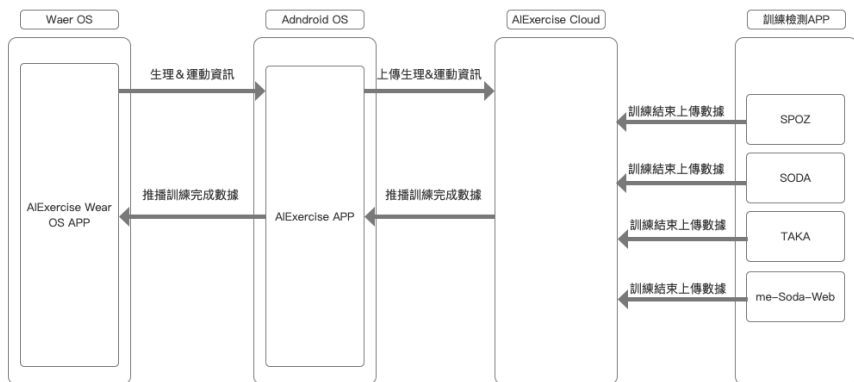 Waer OS
Adndroid OS
AIExercise Cloud
訓練檢測APP
生理＆運動資訊
上傳生理&運動資訊
訓練結束上傳數據
SPOZ
訓練結束上傳數據
SODA
推播訓練完成數據
推播訓練完成數據
AIExercise Wear
OS APP
AIExercise APP
訓練結束上傳數據
TAKA
訓練結束上傳數據
me-Soda-Web